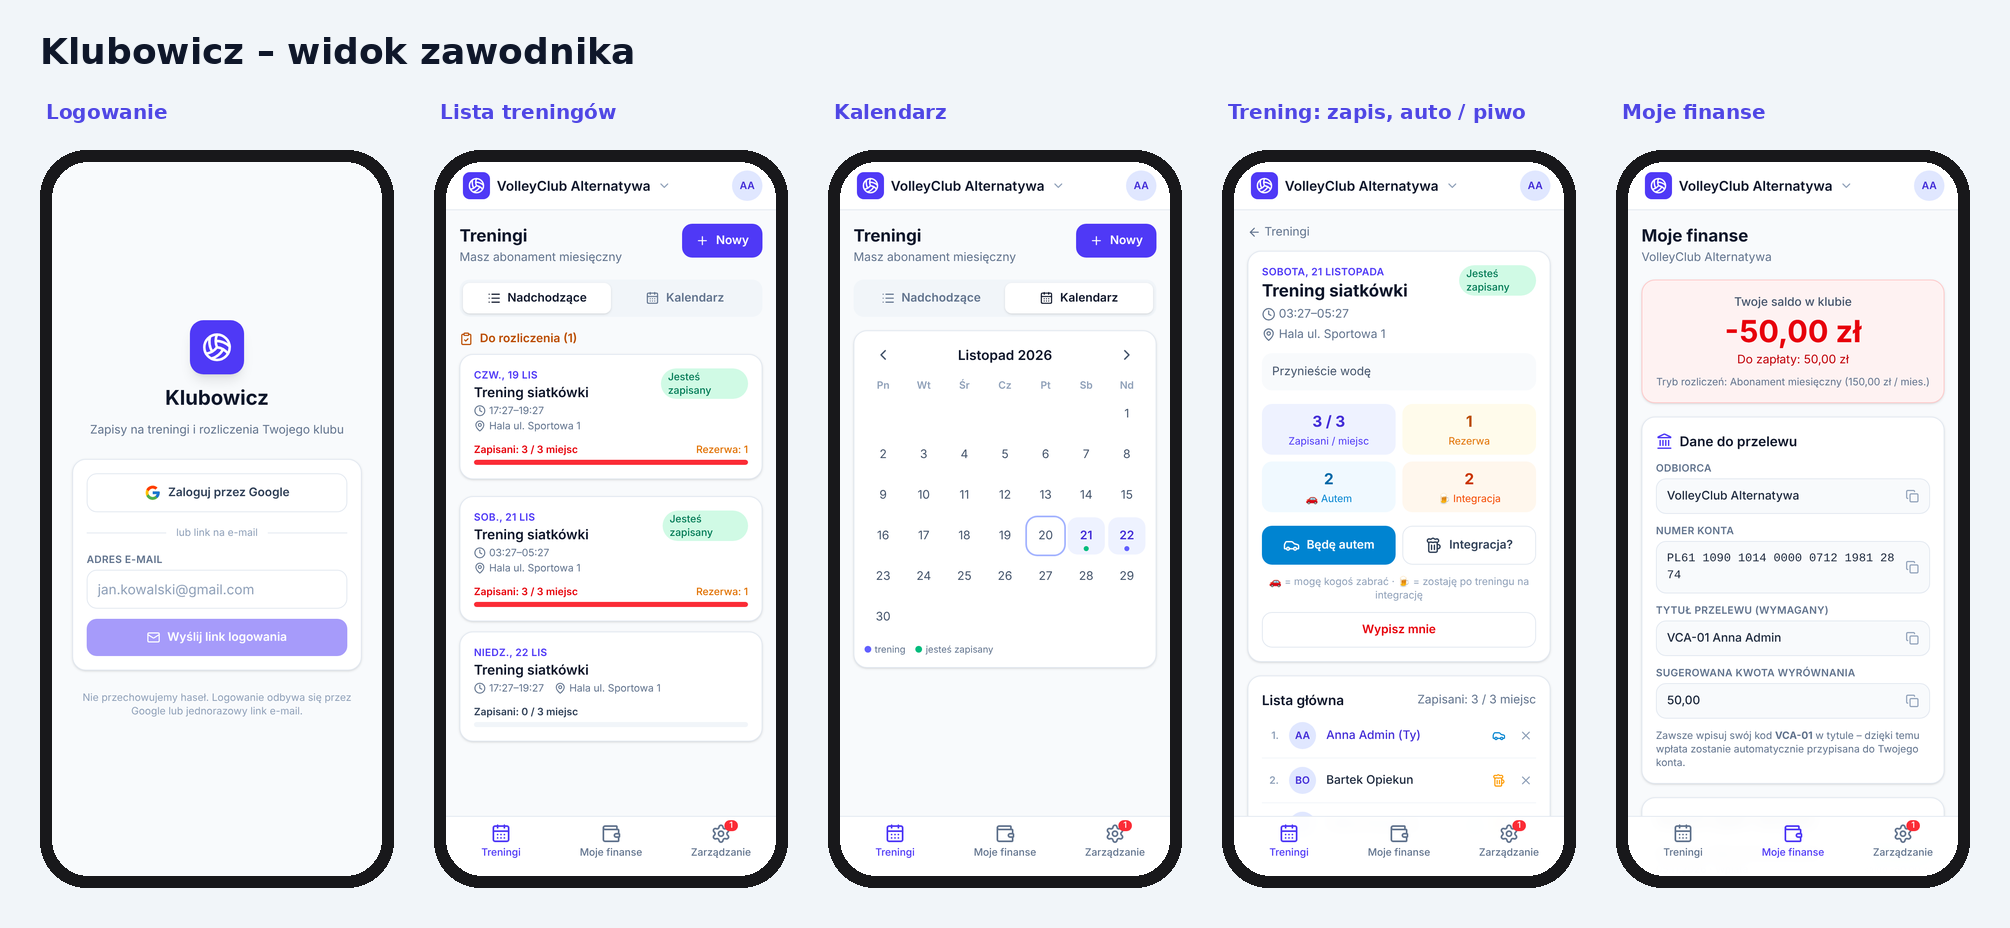 Klubowicz – widok zawodnika
Logowanie
Klubowicz
Zapisy na treningi i rozliczenia Twojego klubu
Zaloguj przez Google
lub link na e-mail
ADRES E-MAIL
jan.kowalski@gmail.com
Wyślij link logowania
Nie przechowujemy haseł. Logowanie odbywa się przez
Google lub jednorazowy link e-mail.
Lista treningów
VolleyClub Alternatywa
AA
Treningi
Masz abonament miesięczny
+ Nowy
Nadchodzące
Kalendarz
Do rozliczenia (1)
CZW., 19 LIS
Trening siatkówki
Jesteś
zapisany
17:27–19:27
Hala ul. Sportowa 1
Zapisani: 3 / 3 miejsc
Rezerwa: 1
SOB., 21 LIS
Trening siatkówki
Jesteś
zapisany
03:27–05:27
Hala ul. Sportowa 1
Zapisani: 3 / 3 miejsc
Rezerwa: 1
NIEDZ., 22 LIS
Trening siatkówki
17:27–19:27 Hala ul. Sportowa 1
Zapisani: 0 / 3 miejsc
Treningi
Moje finanse
1
Zarządzanie
Kalendarz
VolleyClub Alternatywa
AA
Treningi
Masz abonament miesięczny
+ Nowy
Nadchodzące
Kalendarz
Listopad 2026
Pn Wt Śr Cz Pt Sb Nd
1
2 3 4 5 6 7 8
9 10 11 12 13 14 15
16 17 18 19 20 21 22
23 24 25 26 27 28 29
30
trening jesteś zapisany
Treningi
Moje finanse
1
Zarządzanie
Trening: zapis, auto / piwo
VolleyClub Alternatywa
AA
← Treningi
SOBOTA, 21 LISTOPADA
Trening siatkówki
Jesteś
zapisany
03:27–05:27
Hala ul. Sportowa 1
Przynieście wodę
3 / 3
Zapisani / miejsc
1
Rezerwa
2
🚗 Autem
2
🍺 Integracja
Będę autem
Integracja?
🚗 = mogę kogoś zabrać · 🍺 = zostaję po treningu na
integrację
Wypisz mnie
Lista główna
Zapisani: 3 / 3 miejsc
1. AA Anna Admin (Ty)
2. BO Bartek Opiekun
Treningi
Moje finanse
1
Zarządzanie
Moje finanse
VolleyClub Alternatywa
AA
Moje finanse
VolleyClub Alternatywa
Twoje saldo w klubie
-50,00 zł
Do zapłaty: 50,00 zł
Tryb rozliczeń: Abonament miesięczny (150,00 zł / mies.)
Dane do przelewu
ODBIORCA
VolleyClub Alternatywa
NUMER KONTA
PL61 1090 1014 0000 0712 1981 28
74
TYTUŁ PRZELEWU (WYMAGANY)
VCA-01 Anna Admin
SUGEROWANA KWOTA WYRÓWNANIA
50,00
Zawsze wpisuj swój kod VCA-01 w tytule – dzięki temu
wpłata zostanie automatycznie przypisana do Twojego
konta.
Treningi
Moje finanse
1
Zarządzanie